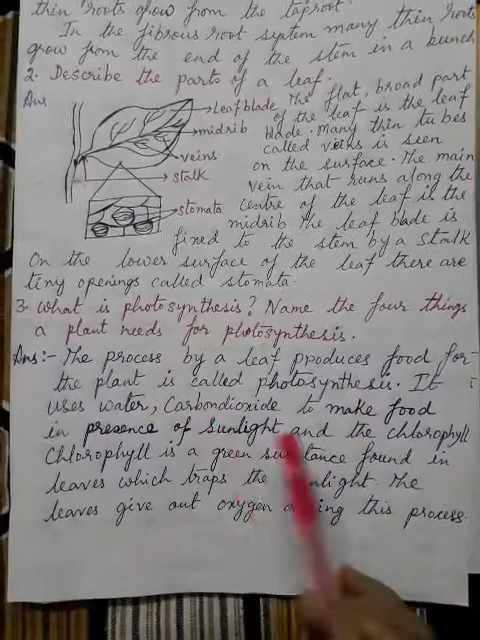 thin roots grow from the taproot.
In the fibrous root system many thin roots
grow from the end of the stem in a bunch
2. Describe the parts of a leaf.
Ans
Leaf blade
midrib
veins
stalk
stomata
The flat, broad part
of the leaf is the leaf
blade. Many thin tubes
called veins is seen
on the surface. The main
vein that runs along the
centre of the leaf is the
midrib The leaf blade is
fined to the stem by a stalk
On the lower surface of the leaf there are
tiny openings called stomata.
3. What is photosynthesis? Name the four things
a plant needs for photosynthesis.
Ans:- The process by a leaf produces food for
the plant is called photosynthesis. It
uses water, Carbondioxide to make food
in presence of sunlight and the chlorophyll
Chlorophyll is a green found in
leaves which traps the The
leaves give out oxygen this process.